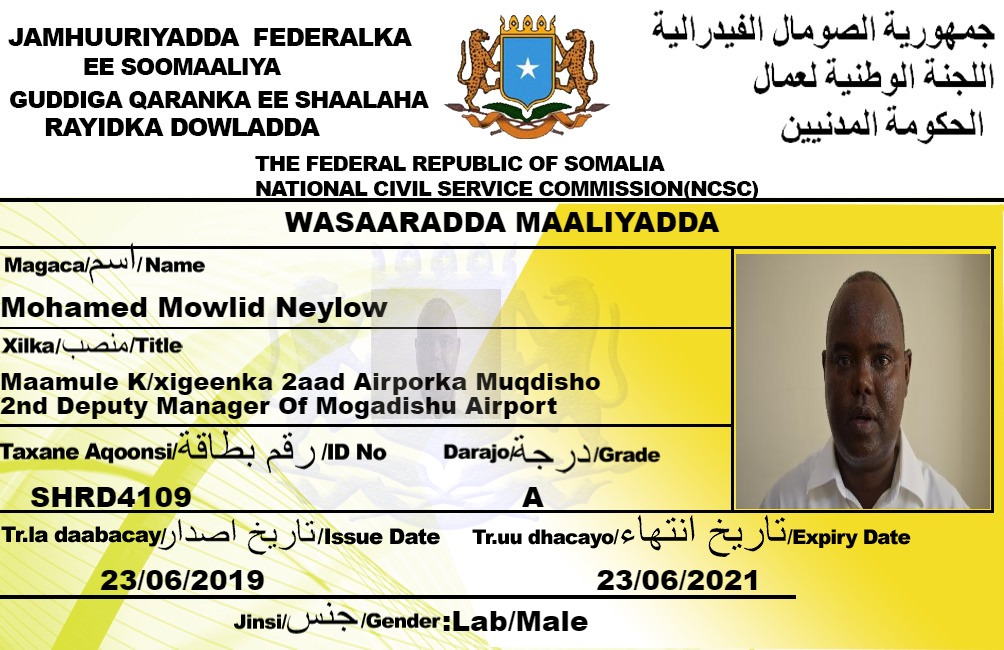 JAMHUURIYADDA FEDERALKA
EE SOOMAALIYA
GUDDIGA QARANKA EE SHAALAHA
RAYIDKA DOWLADDA
جمهورية الصومال الفيدرالية
اللجنة الوطنية لعمال
الحكومة المدنيين
THE FEDERAL REPUBLIC OF SOMALIA
NATIONAL CIVIL SERVICE COMMISSION(NCSC)
WASAARADDA MAALIYADDA
Magaca/اسم/Name
Mohamed Mowlid Neylow
Xilka/منصب/Title
Maamule K/xigeenka 2aad Airporka Muqdisho
2nd Deputy Manager Of Mogadishu Airport
Taxane Aqoonsi/رقم بطاقة/ID No Darajo/درجة/Grade
SHRD4109 A
Tr.la daabacay/تاريخ اصدار/Issue Date Tr.uu dhacayo/تاريخ انتهاء/Expiry Date
23/06/2019 23/06/2021
Jinsi/جنس/Gender:Lab/Male